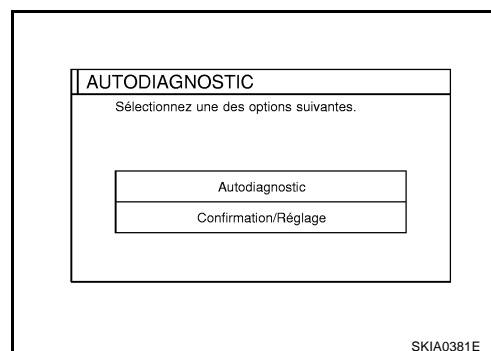 AUTODIAGNOSTIC
Sélectionnez une des options suivantes.
Autodiagnostic
Confirmation/Réglage
SKIA0381E